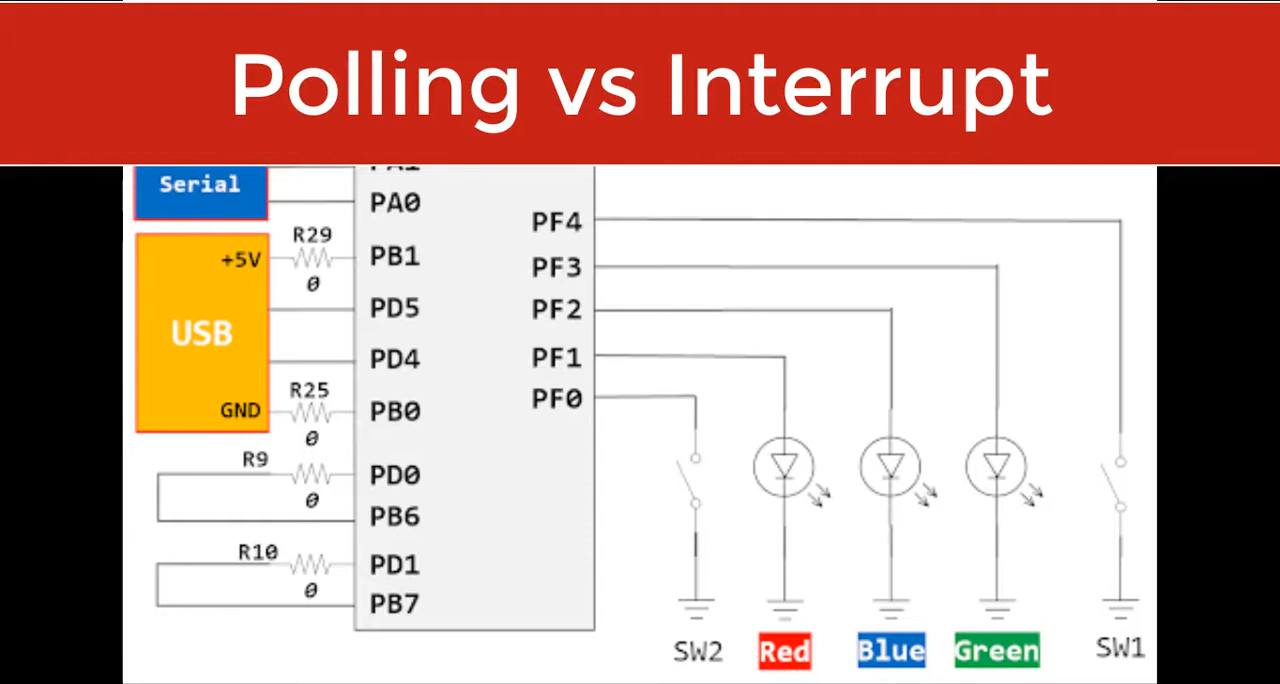 Polling vs Interrupt
Serial
PA1
PA0
R29
+5V
0
PB1
USB
PD5
PD4
R25
GND
0
PB0
R9
0
PD0
PB6
R10
0
PD1
PB7
PF4
PF3
PF2
PF1
PF0
SW2
Red
Blue
Green
SW1